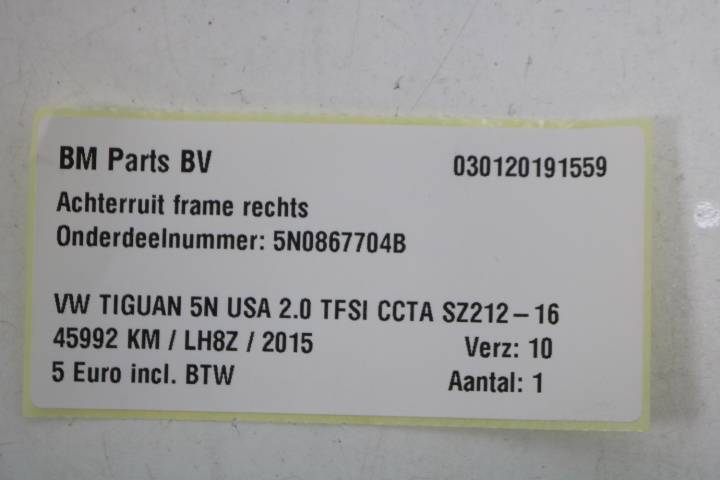 BM Parts BV 030120191559
Achterruit frame rechts
Onderdeelnummer: 5N0867704B
VW TIGUAN 5N USA 2.0 TFSI CCTA SZ212-16
45992 KM / LH8Z / 2015 Verz: 10
5 Euro incl. BTW Aantal: 1